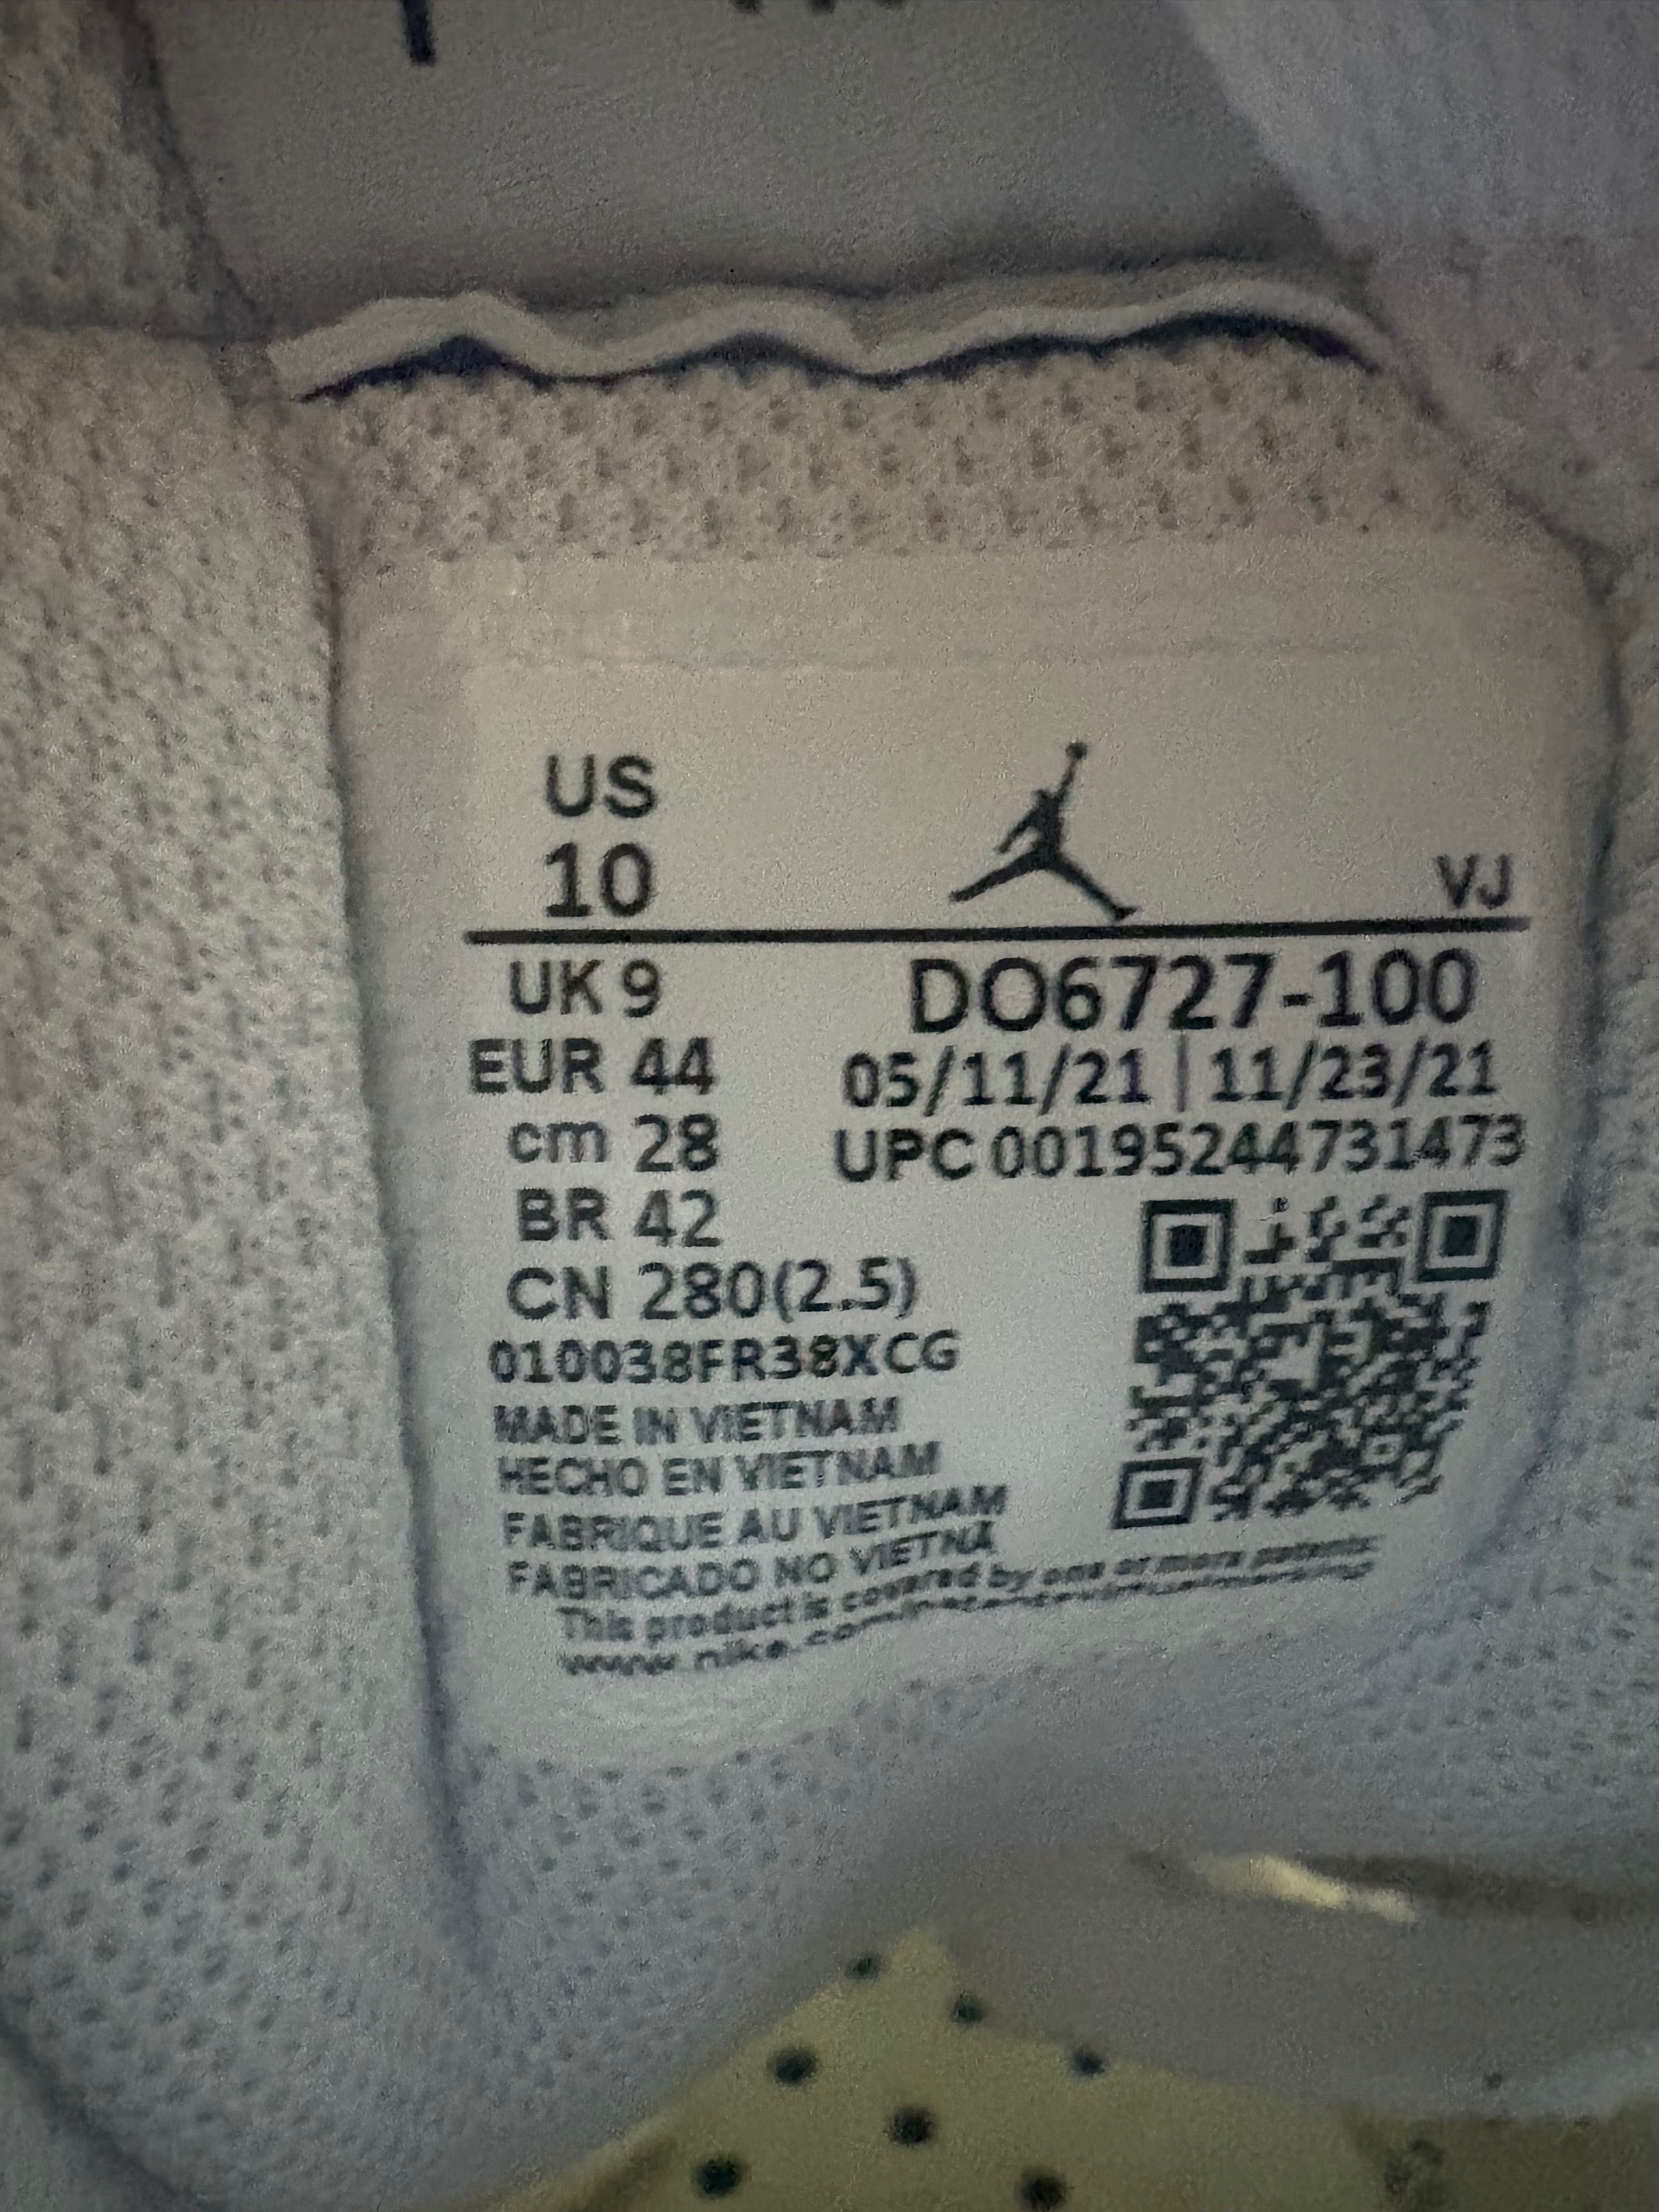 US
10
VJ
UK 9
DO6727-100
EUR 44
05/11/21 | 11/23/21
cm 28
UPC 00195244731473
BR 42
CN 280(2.5)
010038FR38XCG
MADE IN VIETNAM
HECHO EN VIETNAM
FABRIQUE AU VIETNAM
FABRICADO NO VIETNÃ
This product is covered by one or more patents: